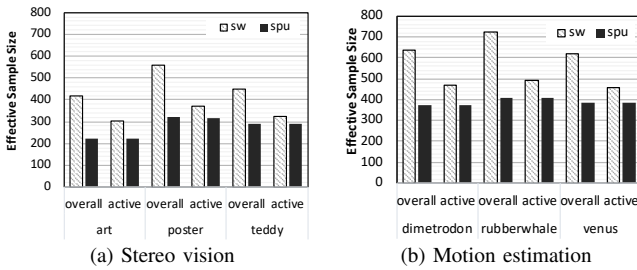 800
700
600
500
400
300
200
100
0
Effective Sample Size
sw spu
overall active overall active overall active
art poster teddy
(a) Stereo vision
800
700
600
500
400
300
200
100
0
Effective Sample Size
sw spu
overall active overall active overall active
dimetrodon rubberwhale venus
(b) Motion estimation